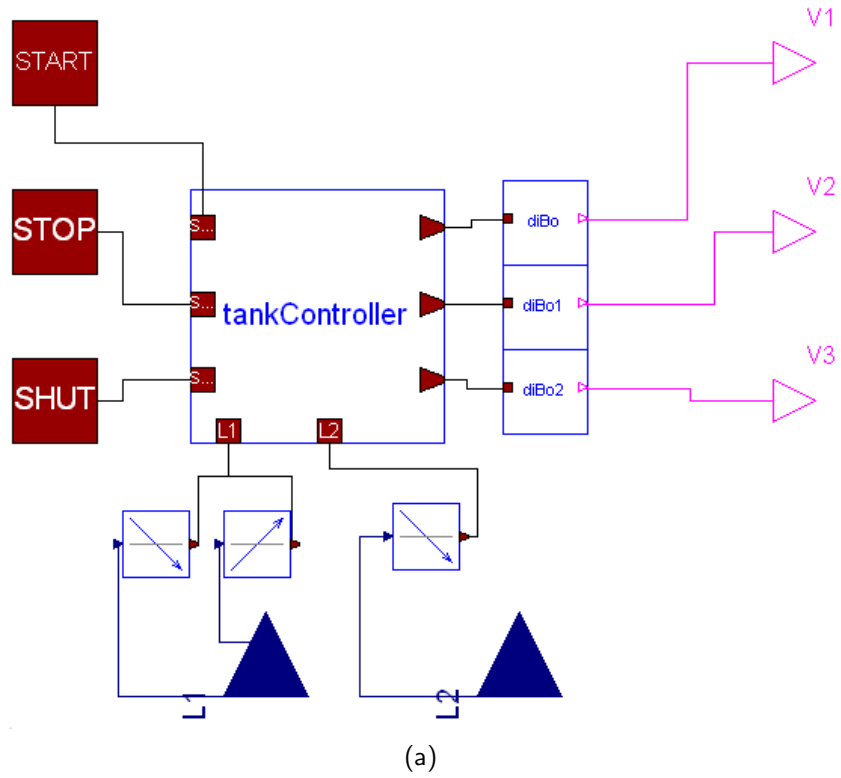 V1
START
V2
STOP
S...
diBo
S...
tankController
diBo1
V3
SHUT
S...
diBo2
L1
L2
L1
L2
(a)